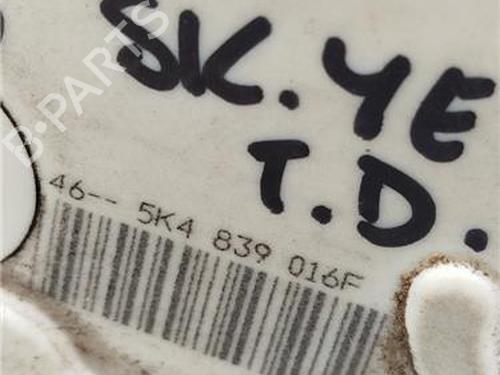 B-PARTS
SK. YE
T.D.
46-- 5K4 839 016F